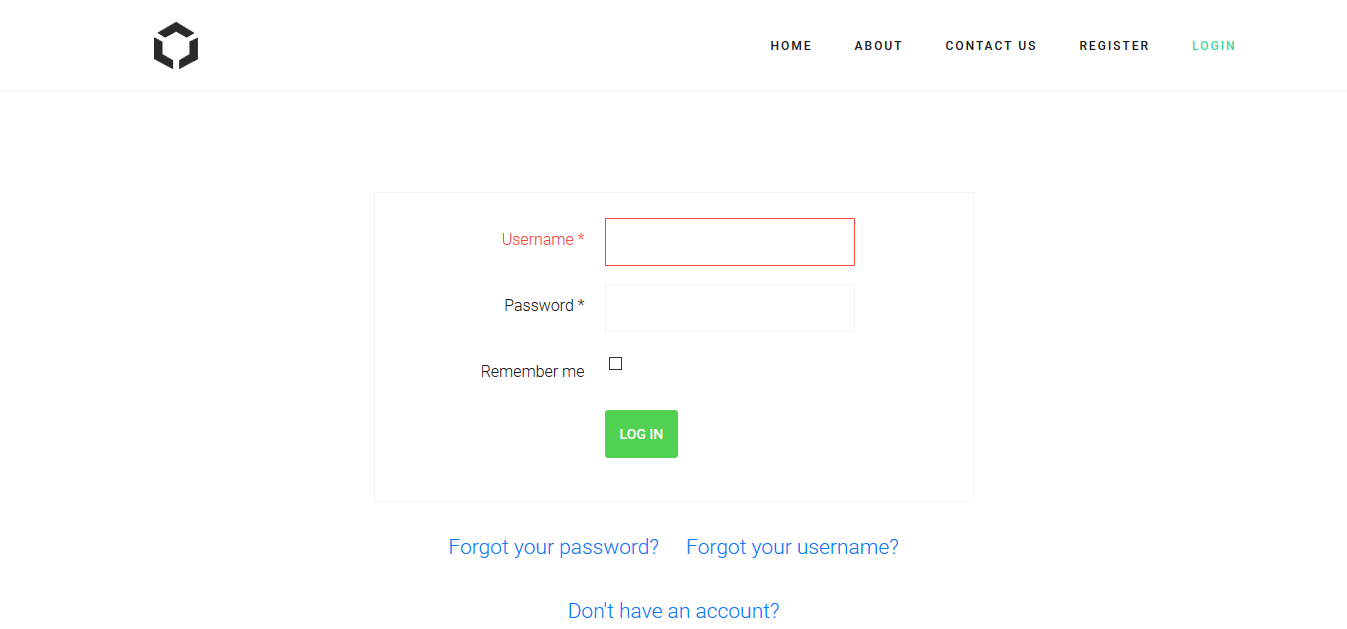 HOME ABOUT CONTACT US REGISTER LOGIN
Username *
Password *
Remember me
LOG IN
Forgot your password? Forgot your username?
Don't have an account?